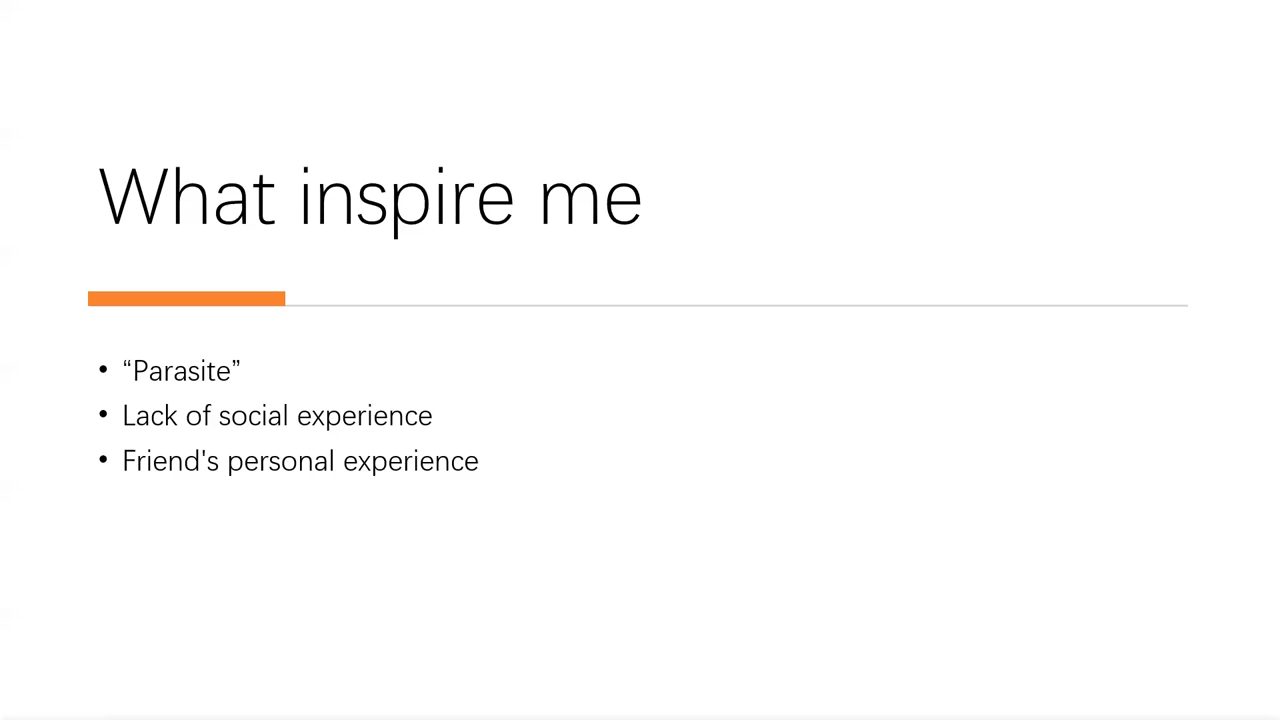 What inspire me
• “Parasite”
• Lack of social experience
• Friend's personal experience